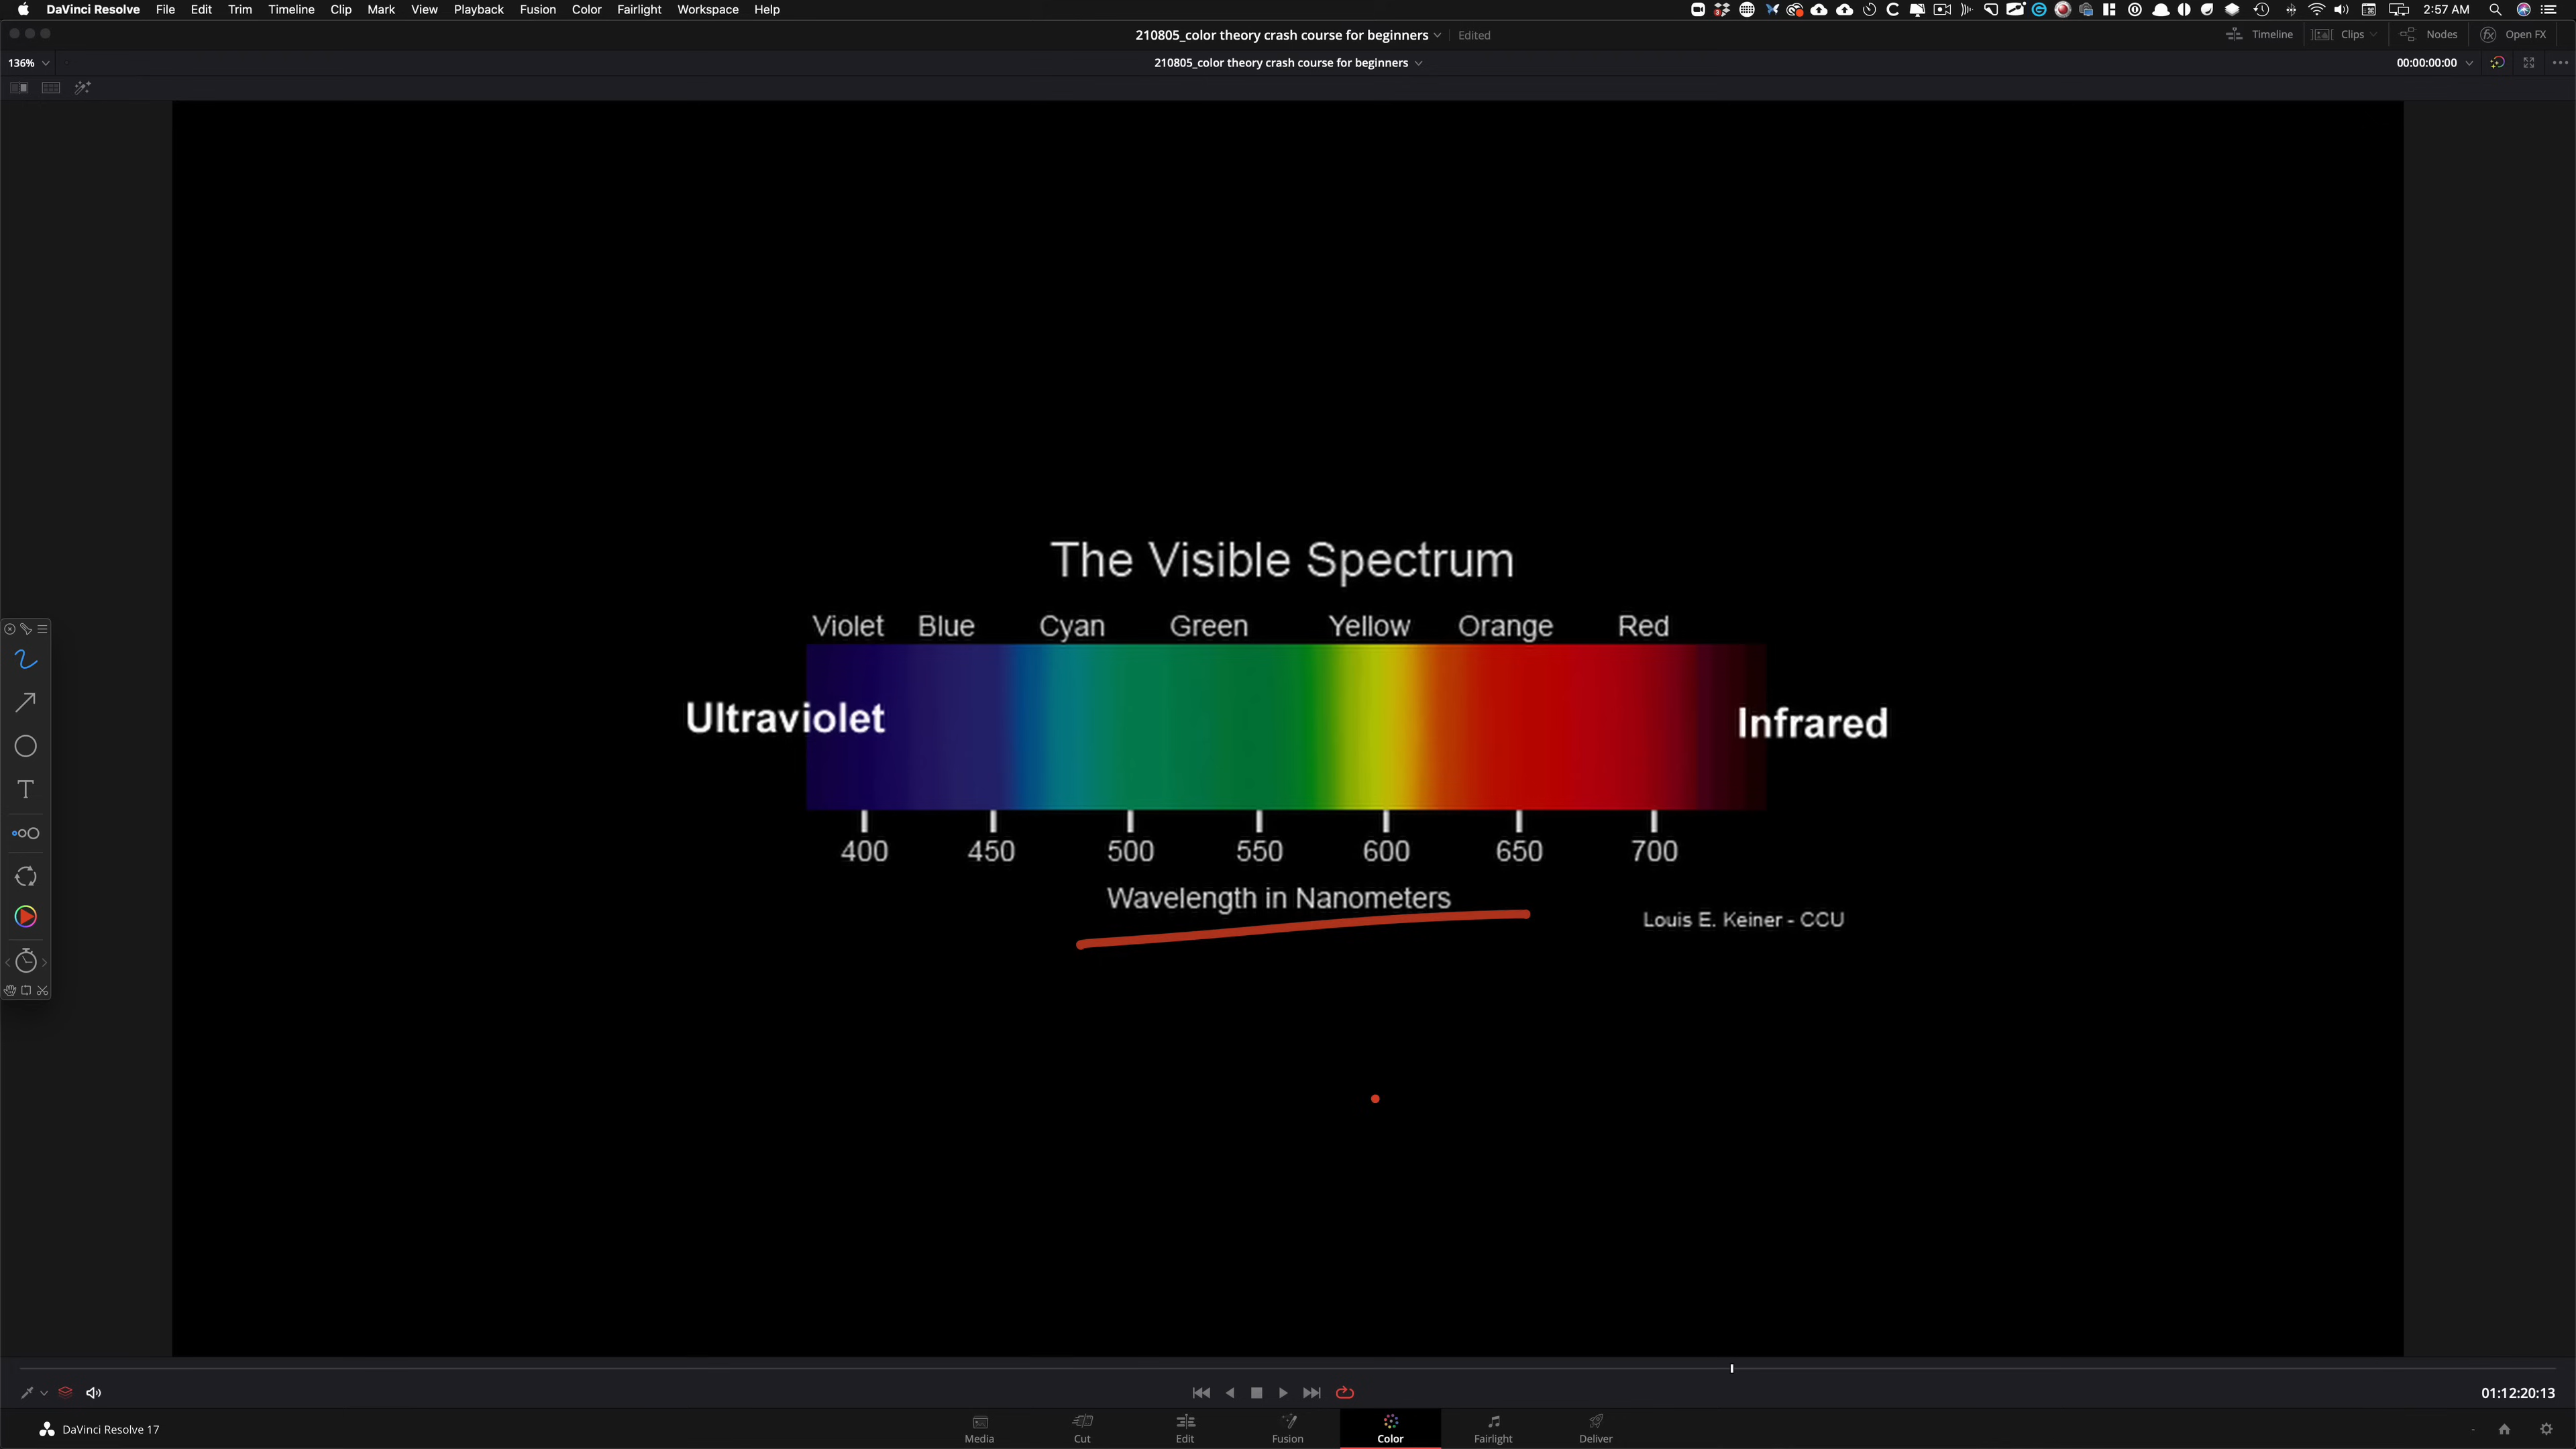 DaVinci Resolve File Edit Trim Timeline Clip Mark View Playback Fusion Color Fairlight Workspace Help 2:57 AM
210805_color theory crash course for beginners Edited Timeline Clips Nodes Open FX
136% 210805_color theory crash course for beginners 00:00:00:00
The Visible Spectrum
Violet Blue Cyan Green Yellow Orange Red
Ultraviolet Infrared
400 450 500 550 600 650 700
Wavelength in Nanometers
Louis E. Keiner - CCU
01:12:20:13
DaVinci Resolve 17
Media Cut Edit Fusion Color Fairlight Deliver